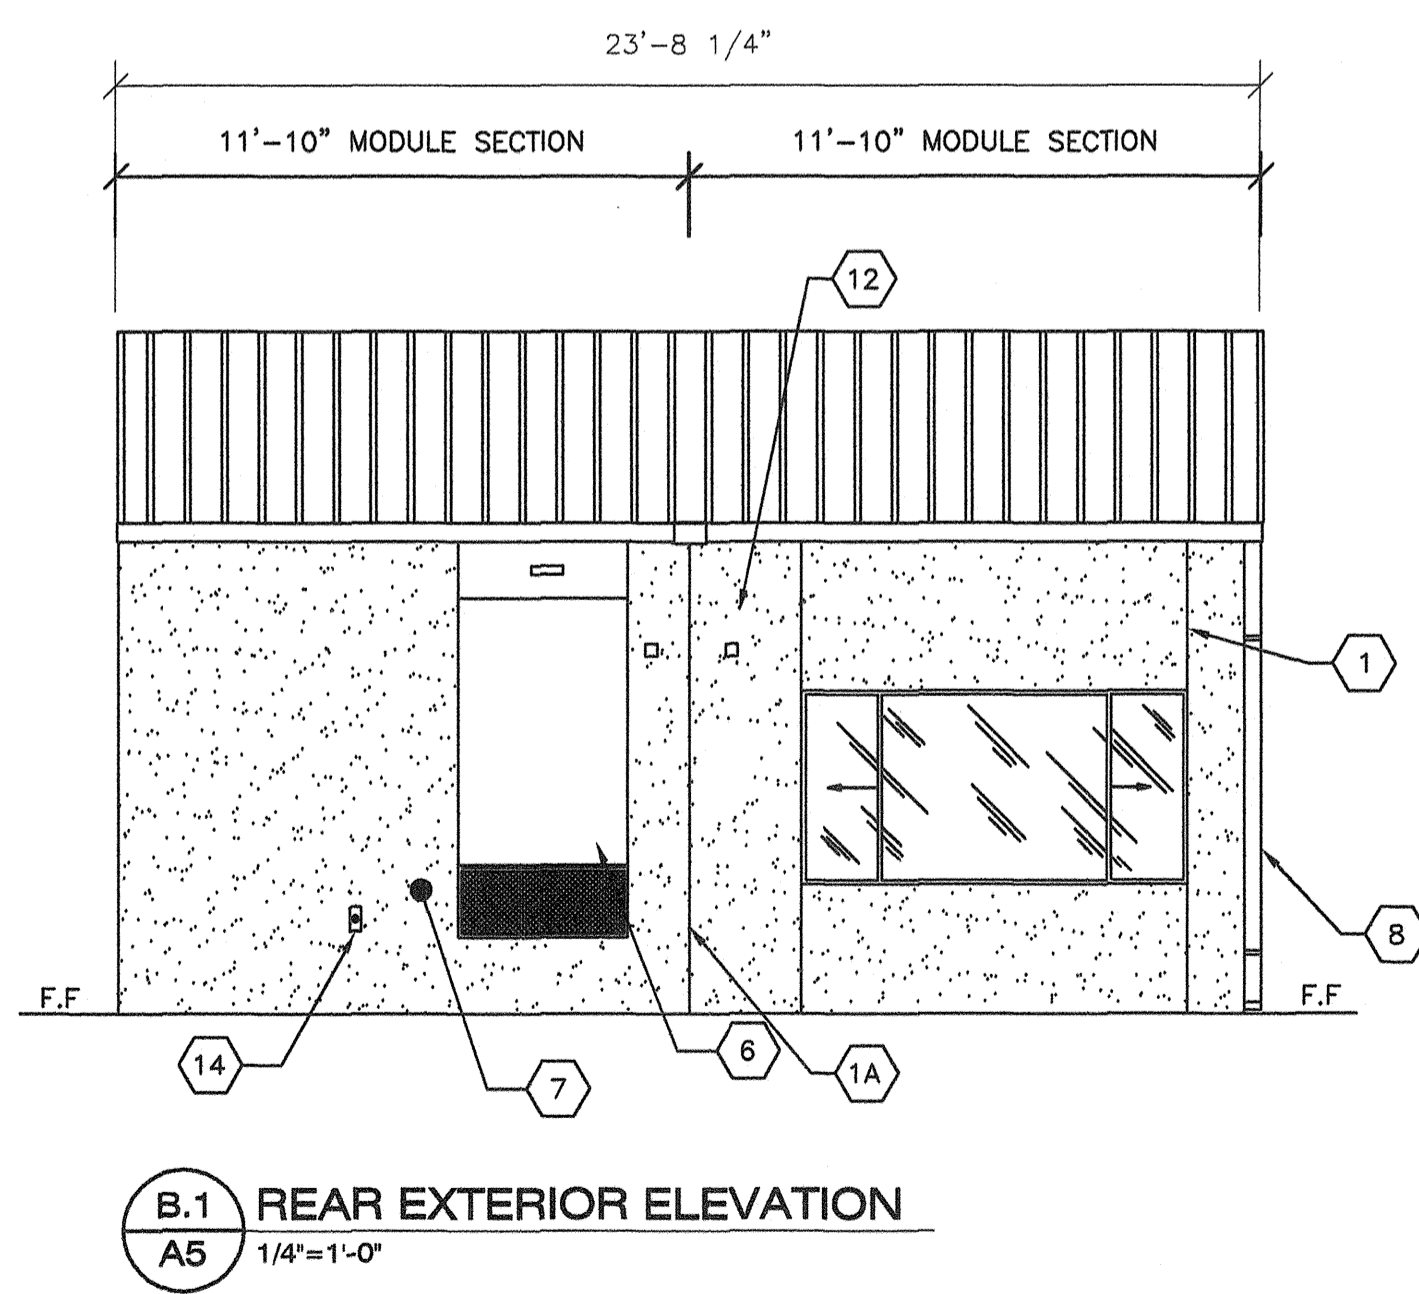 23'-8 1/4"
11'-10" MODULE SECTION
11'-10" MODULE SECTION
12
1
8
F.F
F.F
14
7
6
1A
B.1
A5
REAR EXTERIOR ELEVATION
1/4"=1'-0"